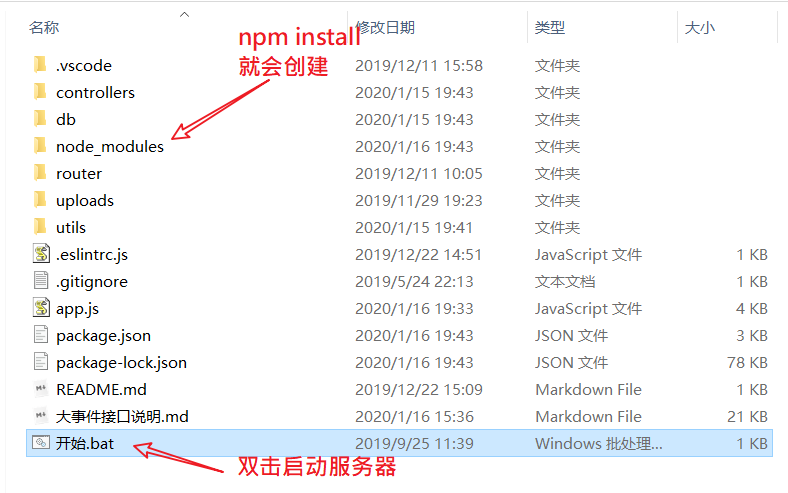 名称 修改日期 类型 大小
npm install
就会创建
.vscode 2019/12/11 15:58 文件夹
controllers 2020/1/15 19:43 文件夹
db 2020/1/15 19:43 文件夹
node_modules 2020/1/16 19:43 文件夹
router 2019/12/11 10:05 文件夹
uploads 2019/11/29 19:23 文件夹
utils 2020/1/15 19:41 文件夹
.eslintrc.js 2019/12/22 14:51 JavaScript 文件 1 KB
.gitignore 2019/5/24 22:13 文本文档 1 KB
app.js 2020/1/16 19:33 JavaScript 文件 4 KB
package.json 2020/1/16 19:43 JSON 文件 3 KB
package-lock.json 2020/1/16 19:43 JSON 文件 78 KB
README.md 2019/12/22 15:09 Markdown File 1 KB
大事件接口说明.md 2020/1/16 15:36 Markdown File 21 KB
开始.bat 2019/9/25 11:39 Windows 批处理... 1 KB
双击启动服务器